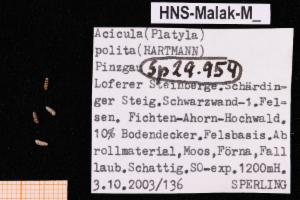 HNS-Malak-M_
Acicula(Platyla)
polita(HARTMANN)
Pinzgau Sp29.954
Loferer Steinberge.Schärdin-
ger Steig.Schwarzwand-1.Fel-
sen. Fichten-Ahorn-Hochwald.
10% Bodendecker.Felsbasis.Ab
rollmaterial,Moos,Förna,Fall
laub.Schattig.SO-exp.1200mH.
3.10.2003/136 SPERLING